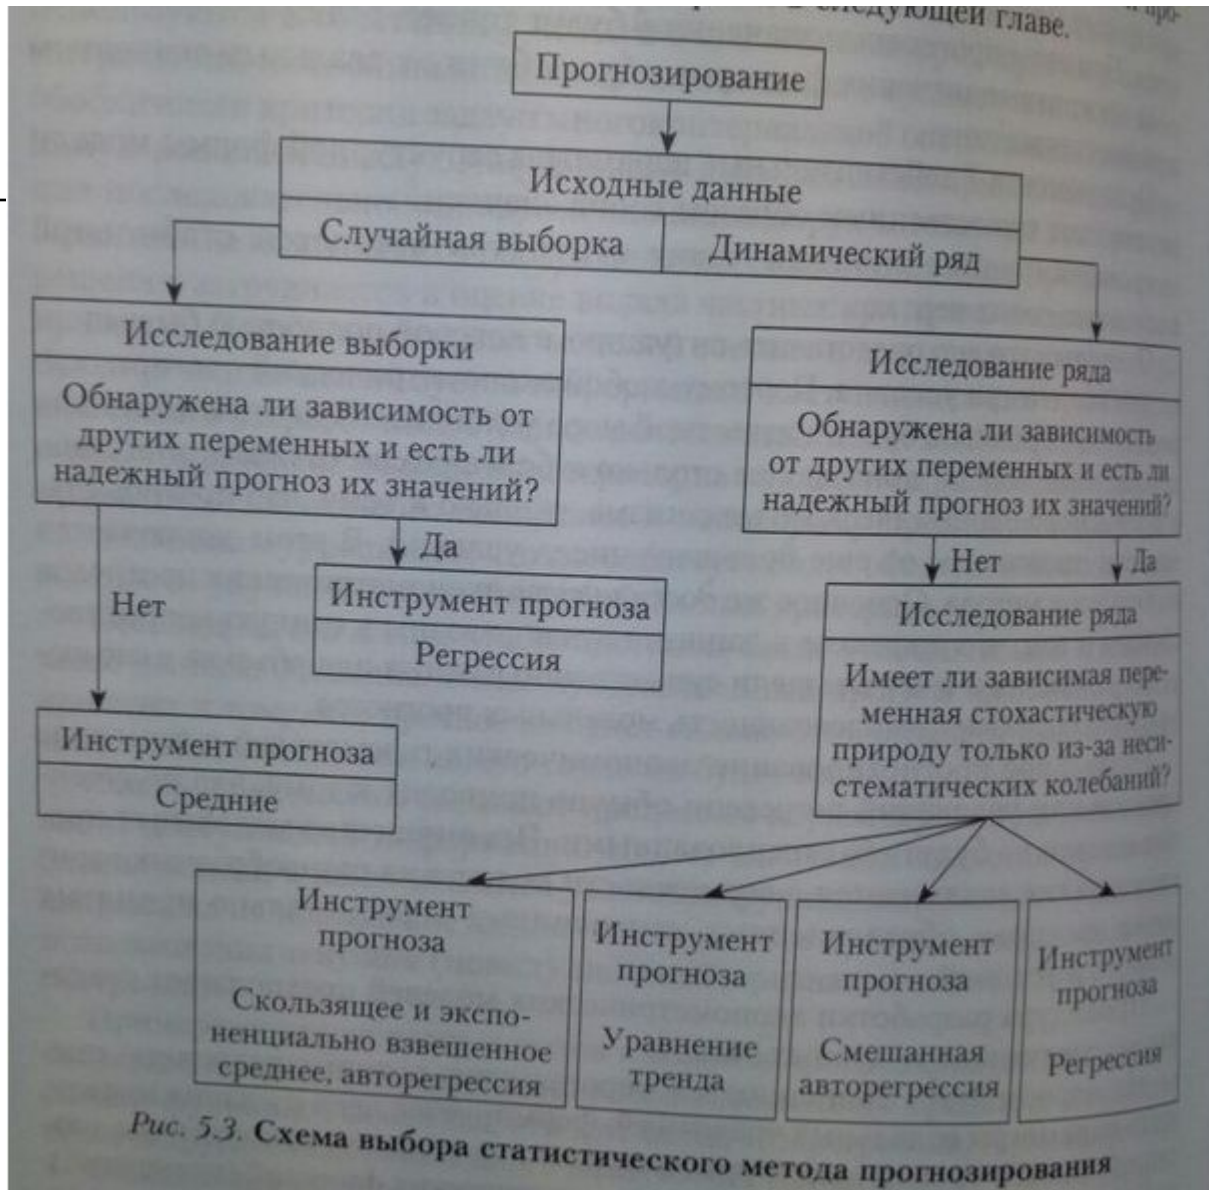 следующей главе.
Прогнозирование
Исходные данные
Случайная выборка
Динамический ряд
Исследование выборки
Обнаружена ли зависимость от
других переменных и есть ли
надежный прогноз их значений?
Исследование ряда
Обнаружена ли зависимость
от других переменных и есть ли
надежный прогноз их значений?
Нет
Да
Инструмент прогноза
Регрессия
Нет
Да
Инструмент прогноза
Средние
Исследование ряда
Имеет ли зависимая пере-
менная стохастическую
природу только из-за неси-
стематических колебаний?
Инструмент
прогноза
Скользящее и экспо-
ненциально взвешенное
среднее, авторегрессия
Инструмент
прогноза
Уравнение
тренда
Инструмент
прогноза
Смешанная
авторегрессия
Инструмент
прогноза
Регрессия
Рис. 5.3. Схема выбора статистического метода прогнозирования